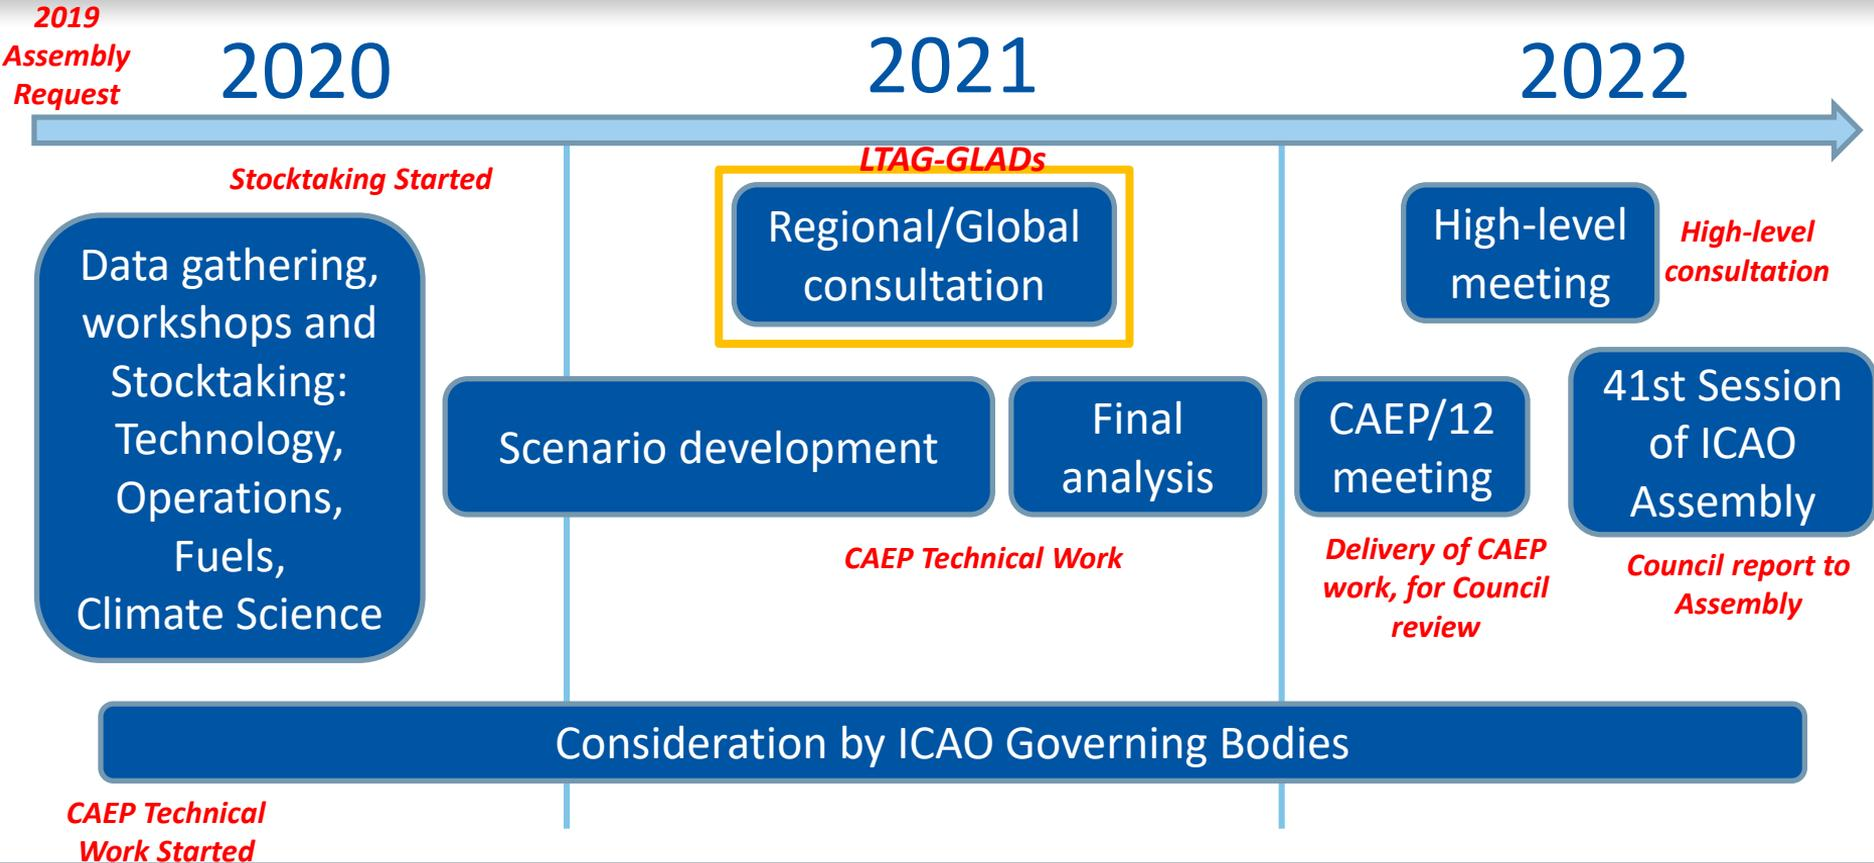 2019
Assembly
Request
2020
2021
2022
Stocktaking Started
LTAG-GLADs
Data gathering,
workshops and
Stocktaking:
Technology,
Operations,
Fuels,
Climate Science
Regional/Global
consultation
High-level
meeting
High-level
consultation
Scenario development
Final
analysis
CAEP/12
meeting
41st Session
of ICAO
Assembly
CAEP Technical Work
Delivery of CAEP
work, for Council
review
Council report to
Assembly
Consideration by ICAO Governing Bodies
CAEP Technical
Work Started